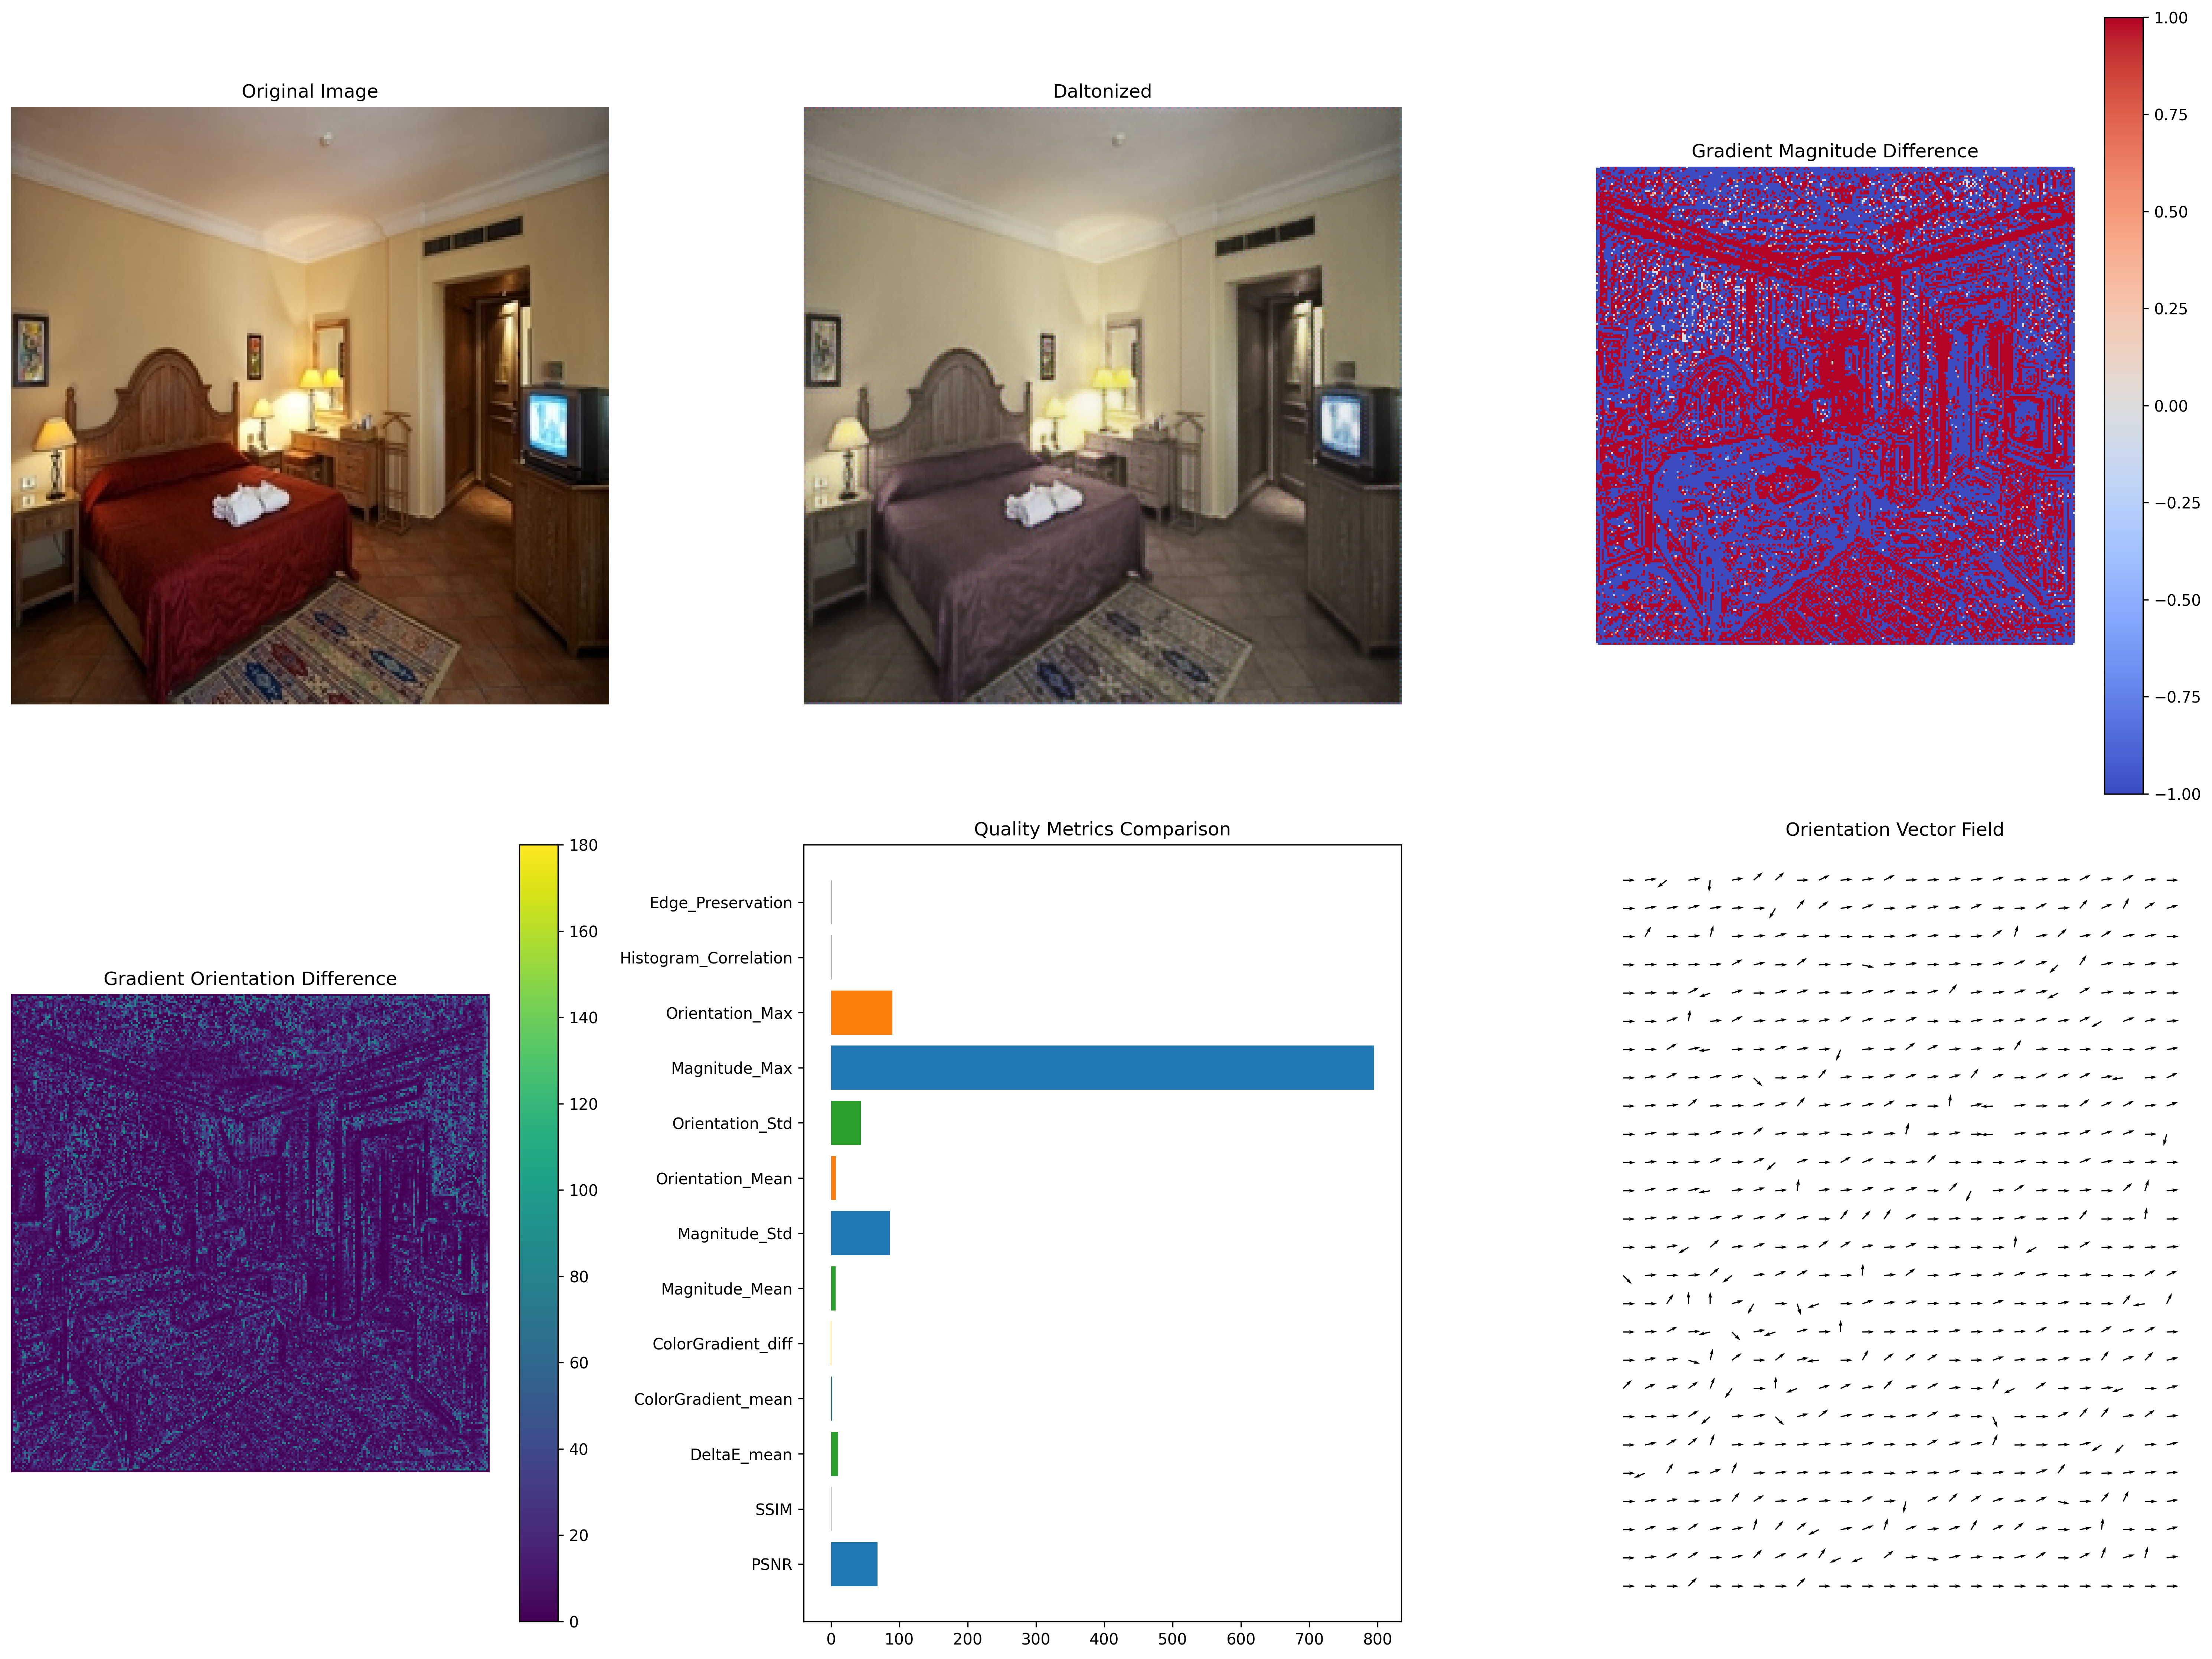 Original Image
Daltonized
Gradient Magnitude Difference
1.00
0.75
0.50
0.25
0.00
−0.25
−0.50
−0.75
−1.00
Gradient Orientation Difference
180
160
140
120
100
80
60
40
20
0
Quality Metrics Comparison
Edge_Preservation
Histogram_Correlation
Orientation_Max
Magnitude_Max
Orientation_Std
Orientation_Mean
Magnitude_Std
Magnitude_Mean
ColorGradient_diff
ColorGradient_mean
DeltaE_mean
SSIM
PSNR
0 100 200 300 400 500 600 700 800
Orientation Vector Field